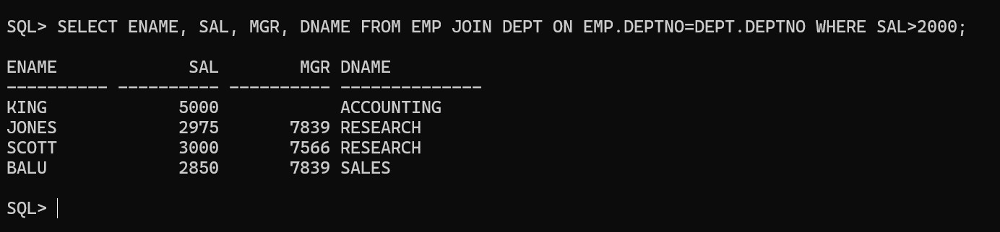 SQL> SELECT ENAME, SAL, MGR, DNAME FROM EMP JOIN DEPT ON EMP.DEPTNO=DEPT.DEPTNO WHERE SAL>2000;
ENAME             SAL        MGR DNAME
---------- ---------- ---------- --------------
KING             5000            ACCOUNTING
JONES            2975       7839 RESEARCH
SCOTT            3000       7566 RESEARCH
BALU             2850       7839 SALES
SQL>